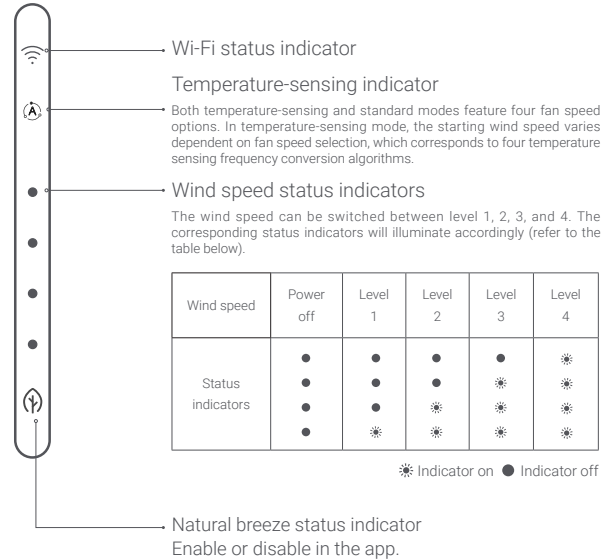 Wi-Fi status indicator
Temperature-sensing indicator
A
Both temperature-sensing and standard modes feature four fan speed
options. In temperature-sensing mode, the starting wind speed varies
dependent on fan speed selection, which corresponds to four temperature
sensing frequency conversion algorithms.
Wind speed status indicators
The wind speed can be switched between level 1, 2, 3, and 4. The
corresponding status indicators will illuminate accordingly (refer to the
table below).
Wind speed
Power
off
Level
1
Level
2
Level
3
Level
4
Status
indicators
Indicator on
Indicator off
Natural breeze status indicator
Enable or disable in the app.